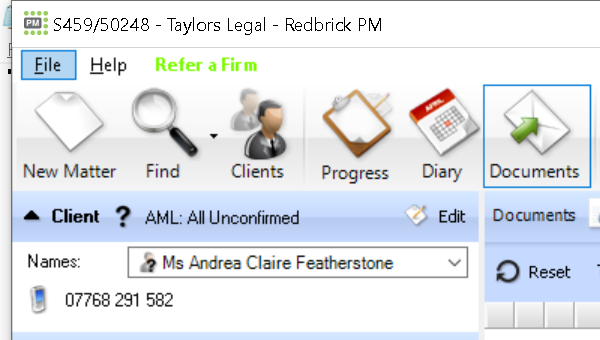 PM S459/50248 - Taylors Legal - Redbrick PM
File Help Refer a Firm
APRIL
New Matter Find Clients Progress Diary Documents
Client ? AML: All Unconfirmed Edit Documents
Names: Ms Andrea Claire Featherstone Reset
07768 291 582